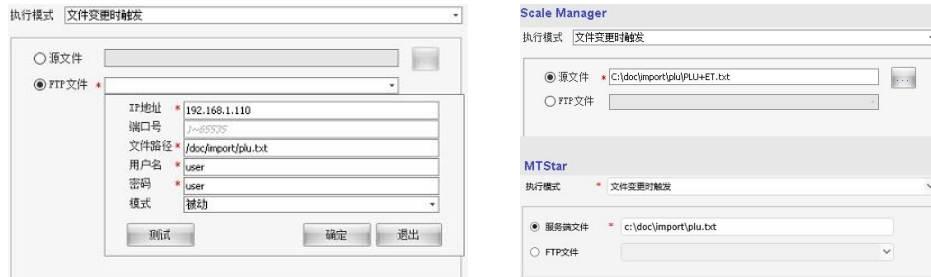 执行模式 文件变更时触发
源文件
FTP文件 *
IP地址 * 192.168.1.110
端口号 1~65535
文件路径 * /doc/import/plu.txt
用户名 * user
密码 * user
模式 被动
测试 确定 退出
Scale Manager
执行模式 文件变更时触发
源文件 * C:\doc\import\plu\PLU+ET.txt ...
FTP文件
MTStar
执行模式 * 文件变更时触发
服务端文件 * c:\doc\import\plu.txt
FTP文件